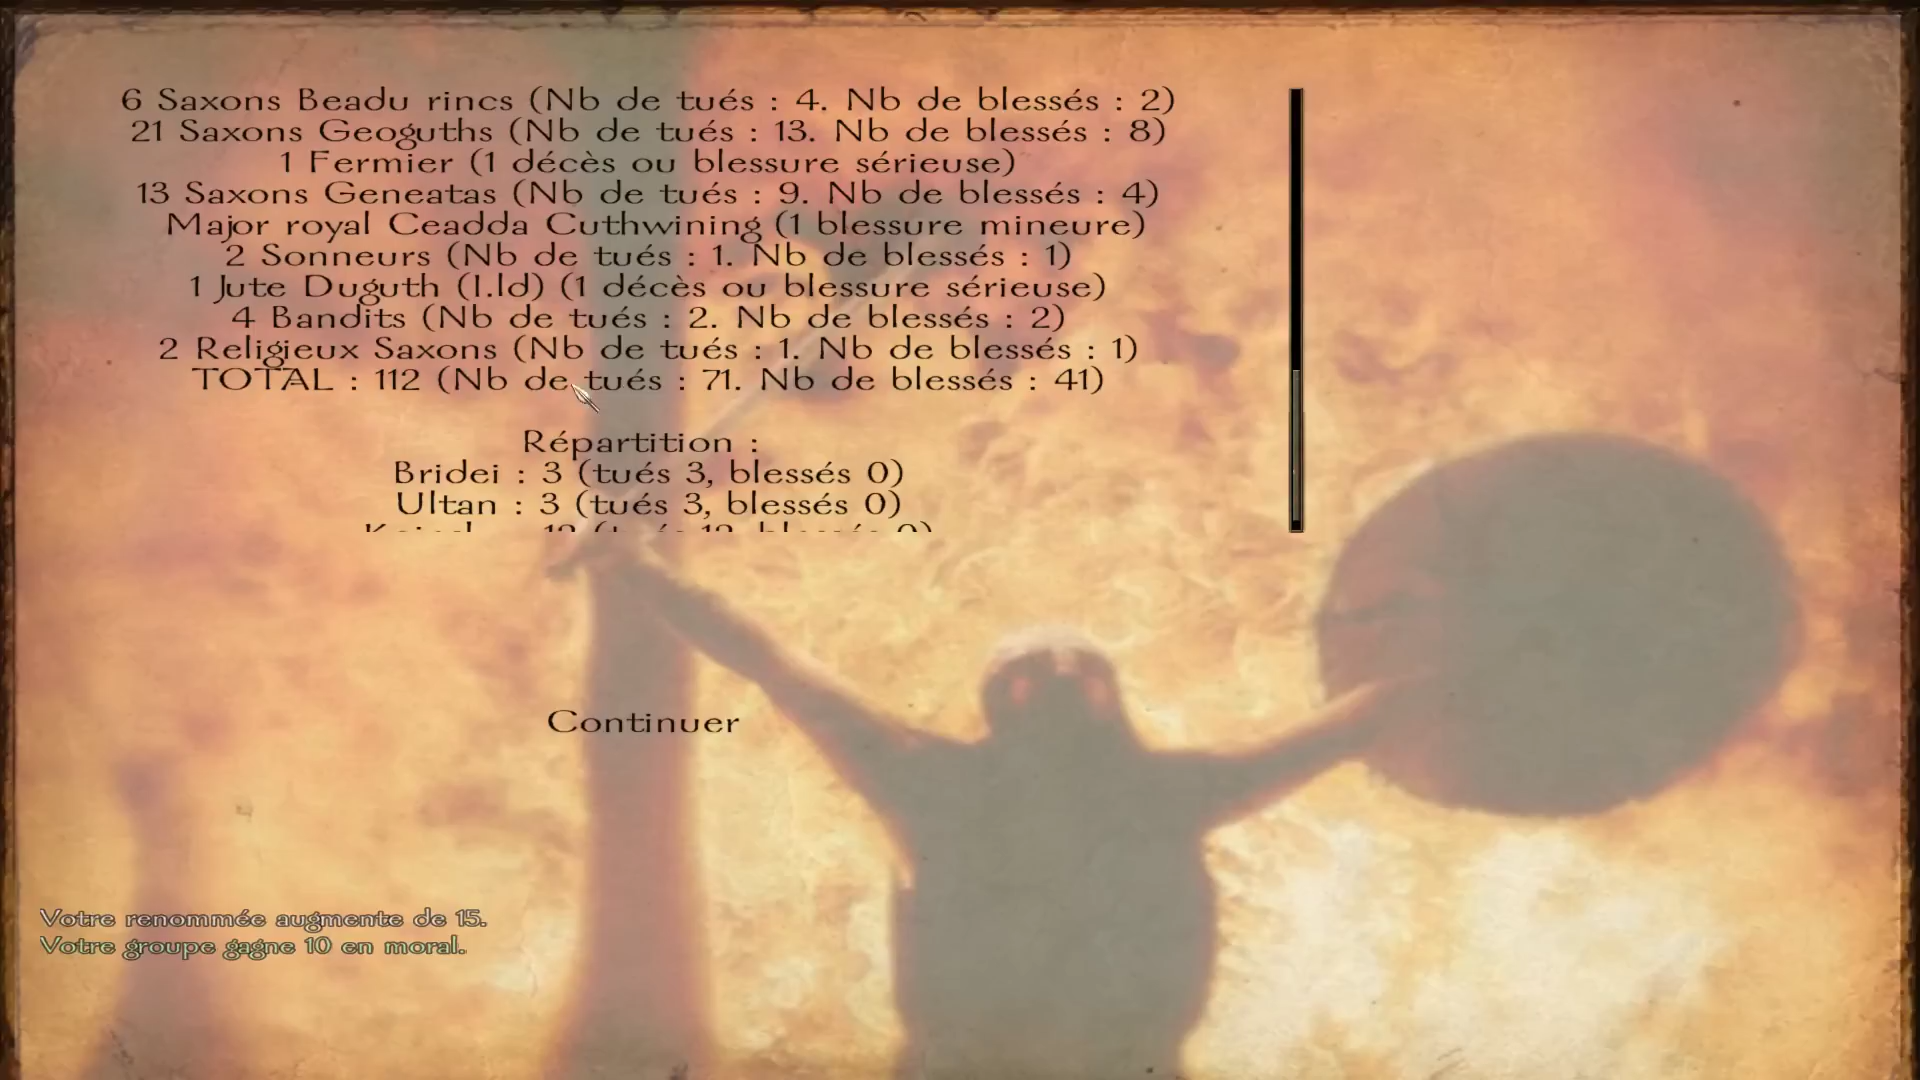 6 Saxons Beadu rincs (Nb de tués : 4. Nb de blessés : 2)
21 Saxons Geoguths (Nb de tués : 13. Nb de blessés : 8)
1 Fermier (1 décès ou blessure sérieuse)
13 Saxons Geneatas (Nb de tués : 9. Nb de blessés : 4)
Major royal Ceadda Cuthwining (1 blessure mineure)
2 Sonneurs (Nb de tués : 1. Nb de blessés : 1)
1 Jute Duguth (I.ld) (1 décès ou blessure sérieuse)
4 Bandits (Nb de tués : 2. Nb de blessés : 2)
2 Religieux Saxons (Nb de tués : 1. Nb de blessés : 1)
TOTAL : 112 (Nb de tués : 71. Nb de blessés : 41)
Répartition :
Bridei : 3 (tués 3, blessés 0)
Ultan : 3 (tués 3, blessés 0)
Continuer
Votre renommée augmente de 15.
Votre groupe gagne 10 en moral.